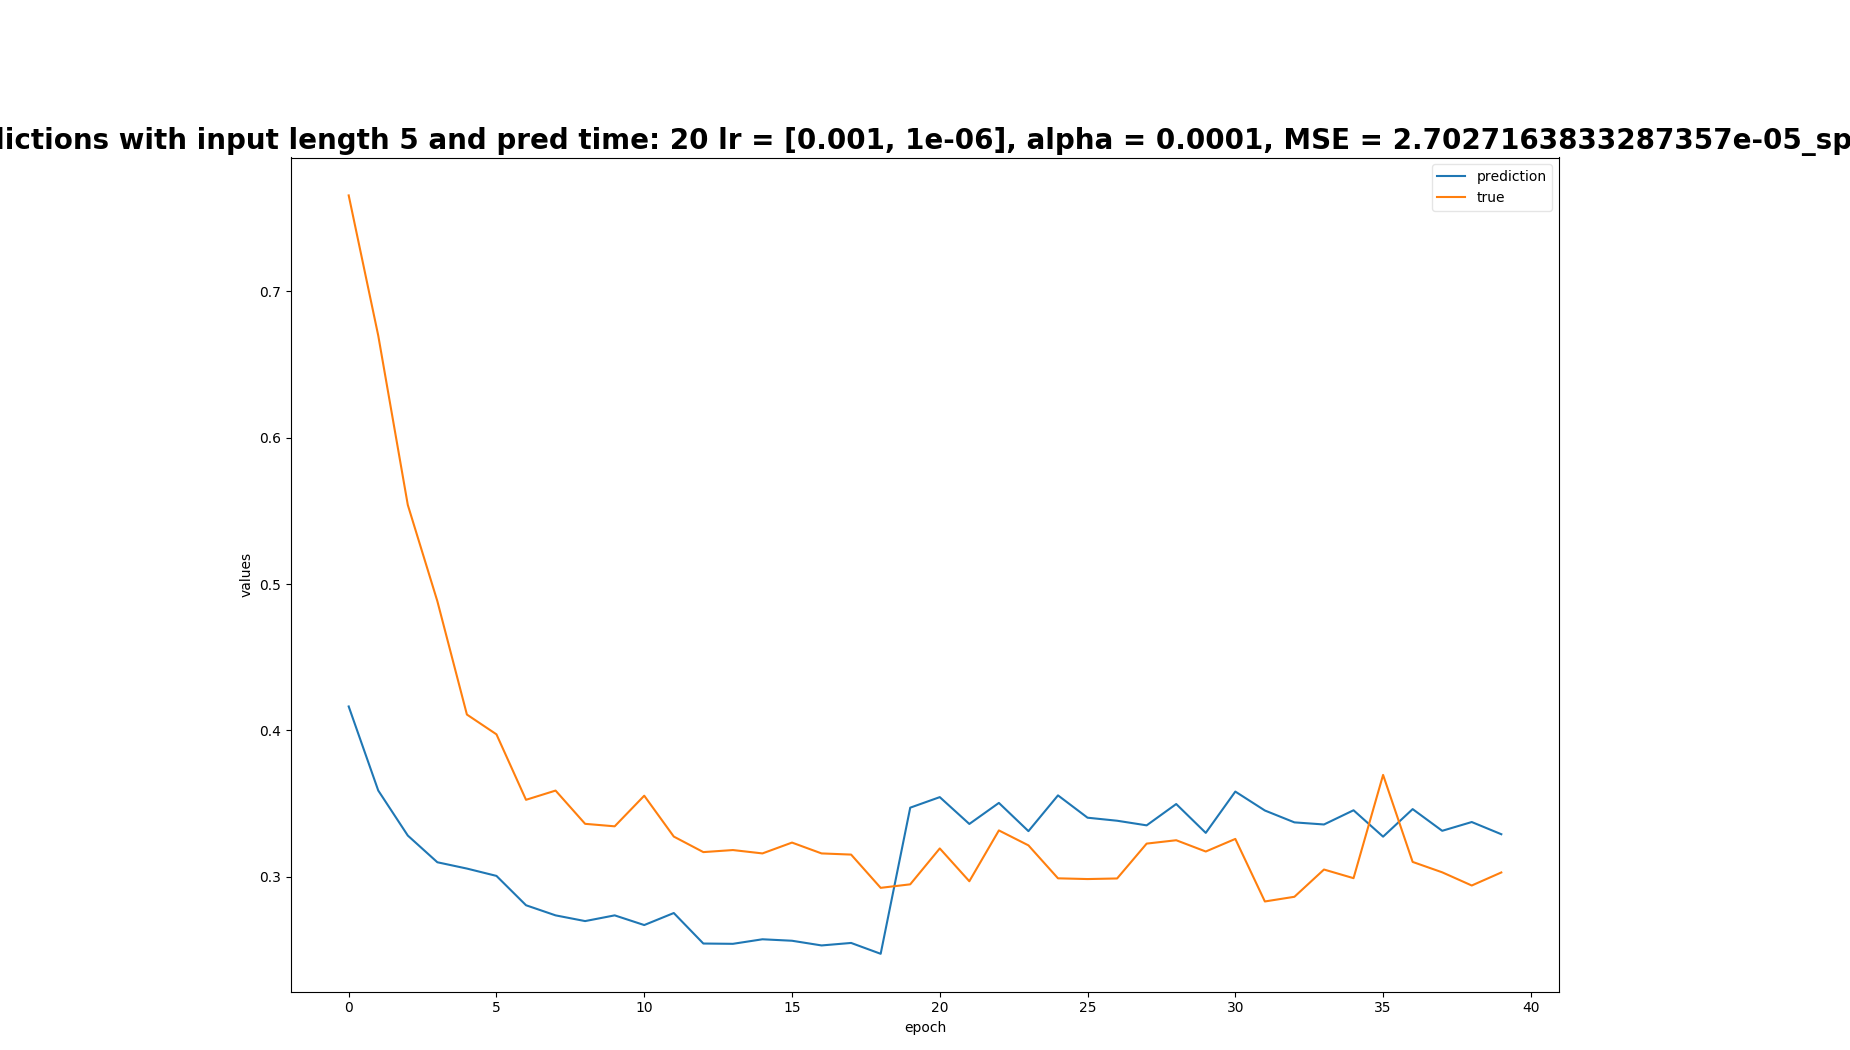 dictions with input length 5 and pred time: 20 lr = [0.001, 1e-06], alpha = 0.0001, MSE = 2.7027163833287357e-05_sp
prediction
true
0.7
0.6
0.5
0.4
0.3
values
0 5 10 15 20 25 30 35 40
epoch